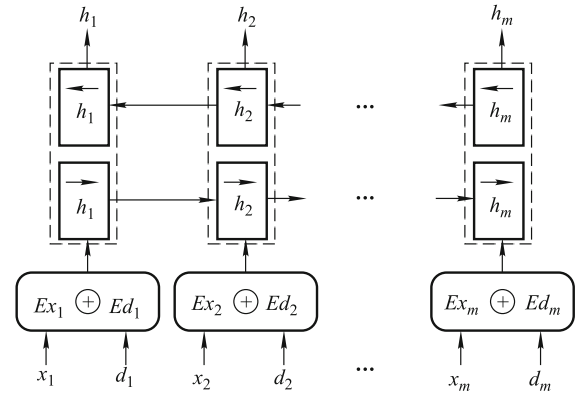 h₁ h₂ hₘ
←h₁ ←h₂ ... ←hₘ
→h₁ →h₂ ... →hₘ
Ex₁ ⊕ Ed₁ Ex₂ ⊕ Ed₂ Exₘ ⊕ Edₘ
x₁ d₁ x₂ d₂ ... xₘ dₘ